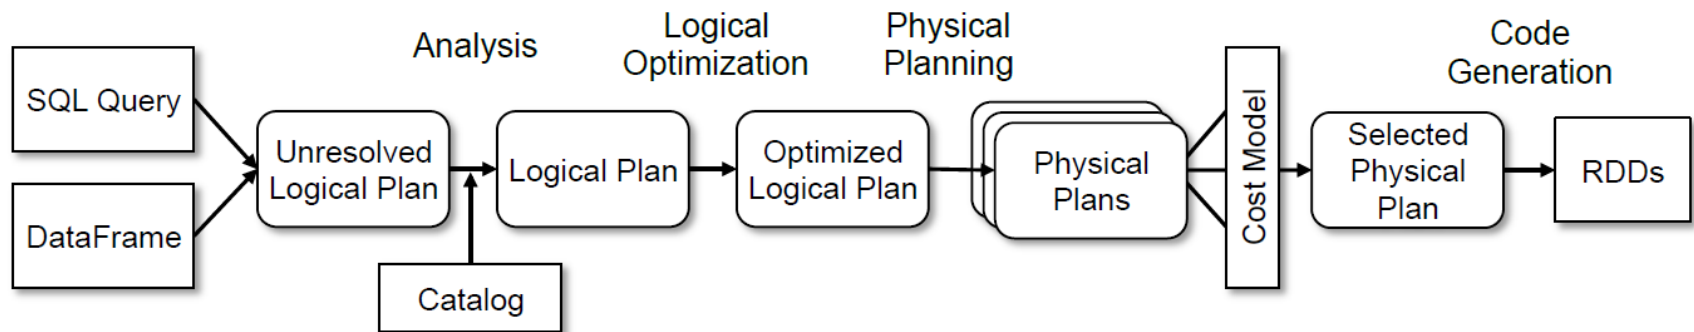 Analysis
Logical
Optimization
Physical
Planning
Code
Generation
SQL Query
DataFrame
Unresolved
Logical Plan
Catalog
Logical Plan
Optimized
Logical Plan
Physical
Plans
Cost Model
Selected
Physical
Plan
RDDs